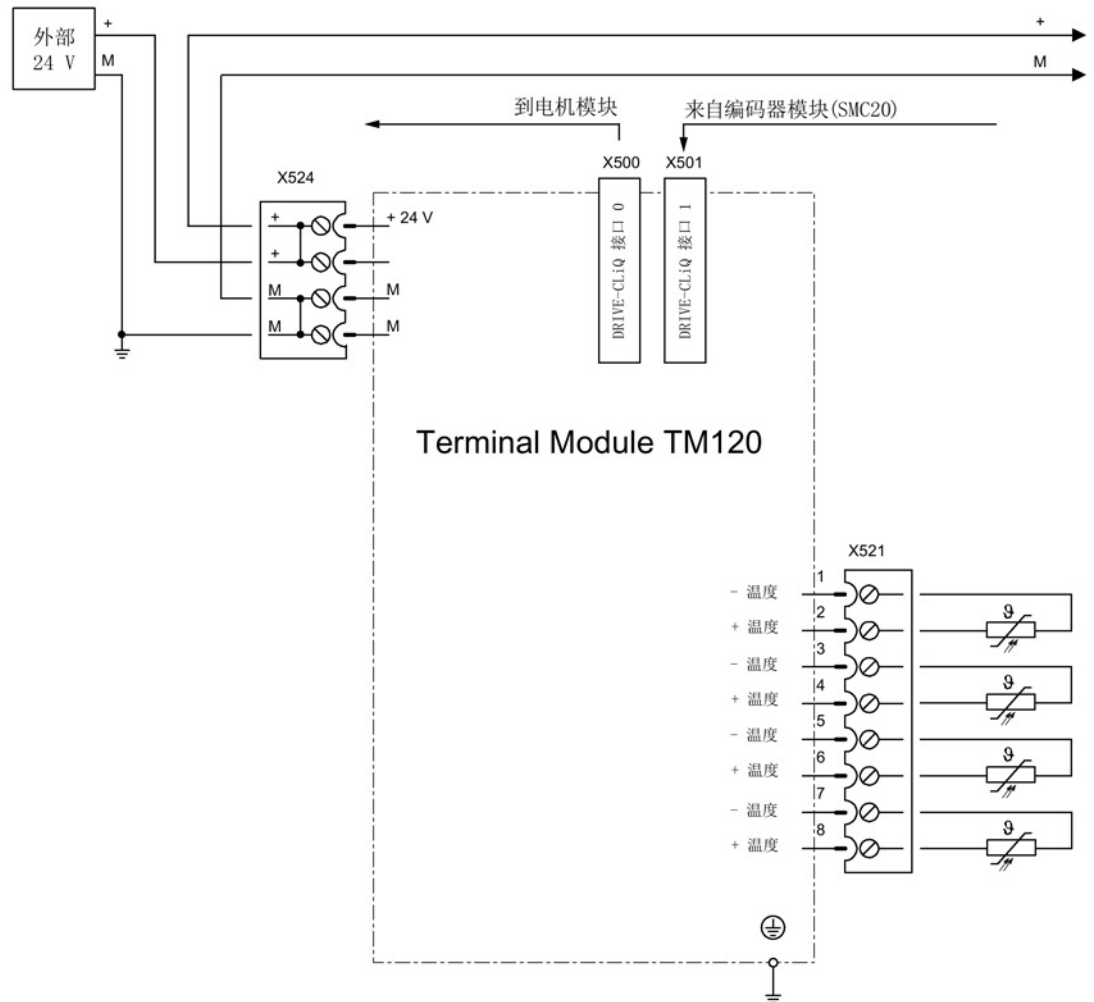 外部
24 V
+
M
+
M
到电机模块
来自编码器模块(SMC20)
X500
X501
X524
DRIVE-CLiQ 接口 0
DRIVE-CLiQ 接口 1
+
+ 24 V
+
M
M
M
M
Terminal Module TM120
X521
- 温度
1
+ 温度
2
- 温度
3
+ 温度
4
- 温度
5
+ 温度
6
- 温度
7
+ 温度
8
ϑ
ϑ
ϑ
ϑ